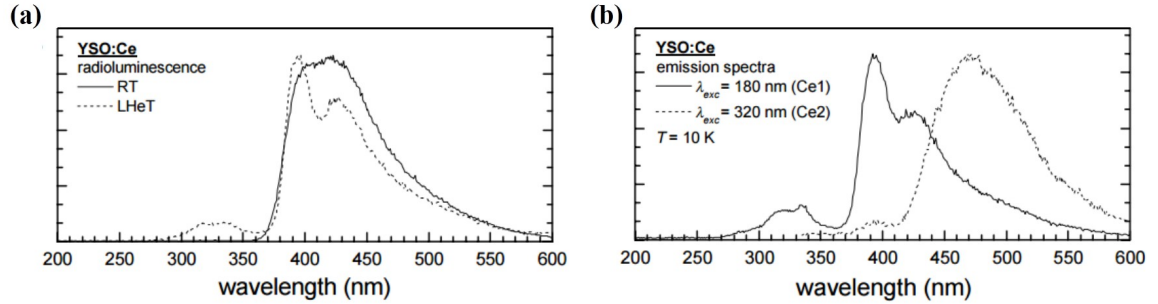 (a)
YSO:Ce
radioluminescence
RT
LHeT
200 250 300 350 400 450 500 550 600
wavelength (nm)
(b)
YSO:Ce
emission spectra
λexc = 180 nm (Ce1)
λexc = 320 nm (Ce2)
T = 10 K
200 250 300 350 400 450 500 550 600
wavelength (nm)